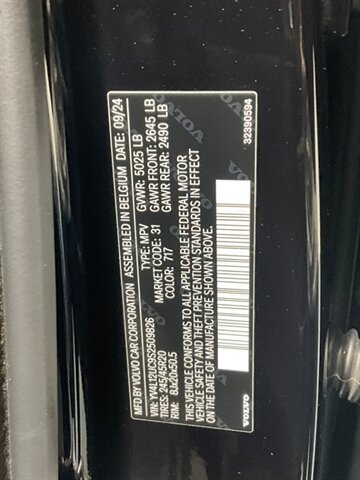 MFD BY VOLVO CAR CORPORATION ASSEMBLED IN BELGIUM DATE: 09/24
VIN: YV4L12UC9S2509826 TYPE: MPV GVWR: 5025 LB
TIRES: 245/45R20 MARKET CODE: 31 GAWR FRONT: 2645 LB
RIM: 8Jx20x50.5 COLOR: 717 GAWR REAR: 2490 LB
THIS VEHICLE CONFORMS TO ALL APPLICABLE FEDERAL MOTOR
VEHICLE SAFETY AND THEFT PREVENTION STANDARDS IN EFFECT
ON THE DATE OF MANUFACTURE SHOWN ABOVE.
VOLVO
32390594